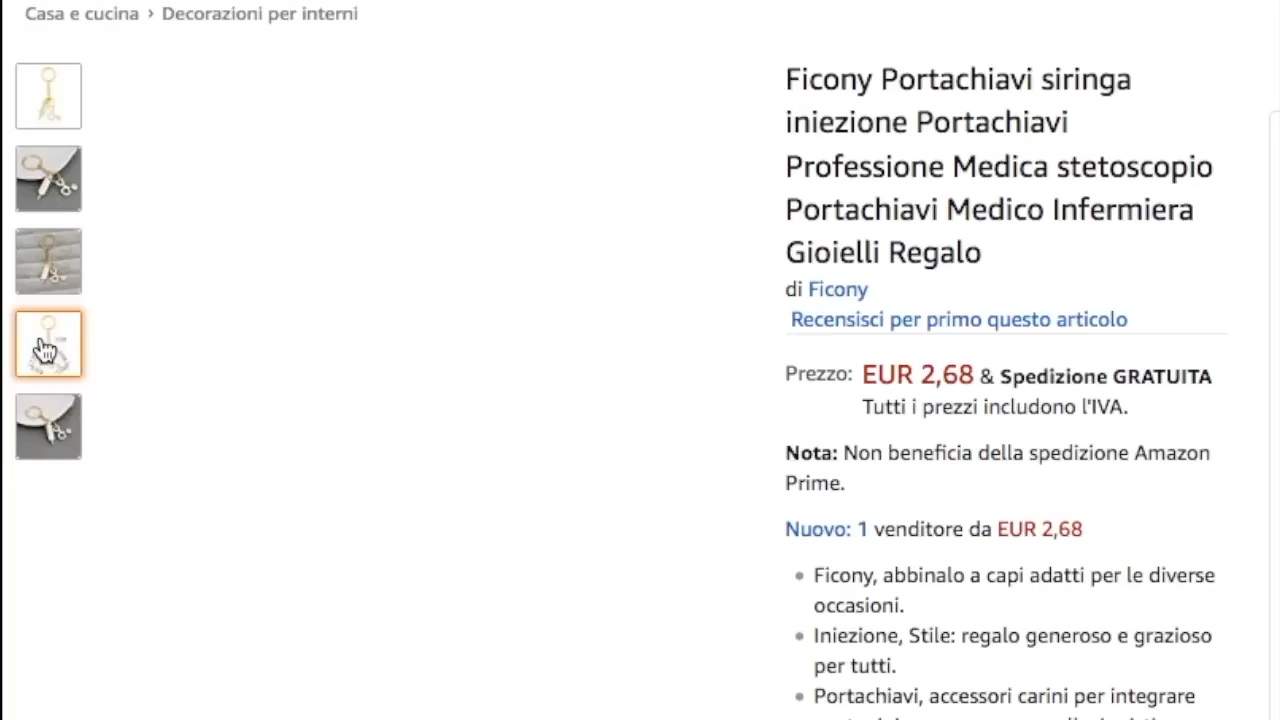 Casa e cucina › Decorazioni per interni
Ficony Portachiavi siringa
iniezione Portachiavi
Professione Medica stetoscopio
Portachiavi Medico Infermiera
Gioielli Regalo
di Ficony
Recensisci per primo questo articolo
Prezzo: EUR 2,68 & Spedizione GRATUITA
Tutti i prezzi includono l'IVA.
Nota: Non beneficia della spedizione Amazon
Prime.
Nuovo: 1 venditore da EUR 2,68
• Ficony, abbinalo a capi adatti per le diverse
occasioni.
• Iniezione, Stile: regalo generoso e grazioso
per tutti.
• Portachiavi, accessori carini per integrare